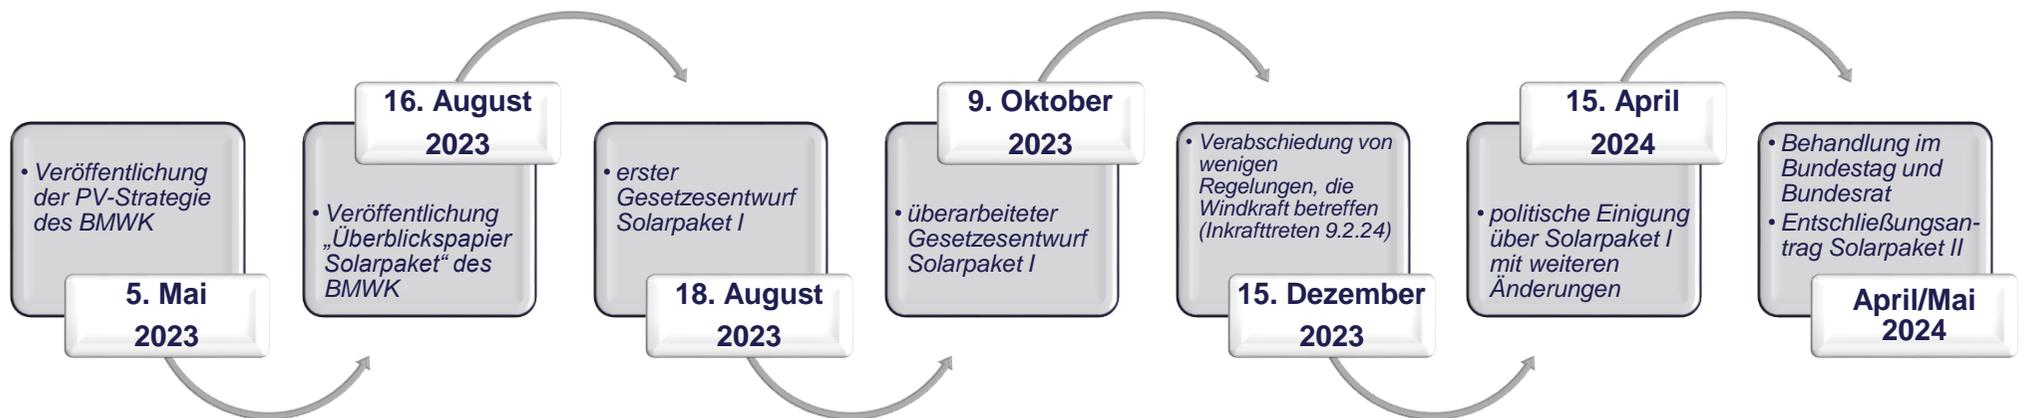 • Veröffentlichung
der PV-Strategie
des BMWK
5. Mai
2023
16. August
2023
• Veröffentlichung
„Überblickspapier
Solarpaket“ des
BMWK
• erster
Gesetzesentwurf
Solarpaket I
18. August
2023
9. Oktober
2023
• überarbeiteter
Gesetzesentwurf
Solarpaket I
• Verabschiedung von
wenigen
Regelungen, die
Windkraft betreffen
(Inkrafttreten 9.2.24)
15. Dezember
2023
15. April
2024
• politische Einigung
über Solarpaket I
mit weiteren
Änderungen
• Behandlung im
Bundestag und
Bundesrat
• Entschließungsan-
trag Solarpaket II
April/Mai
2024